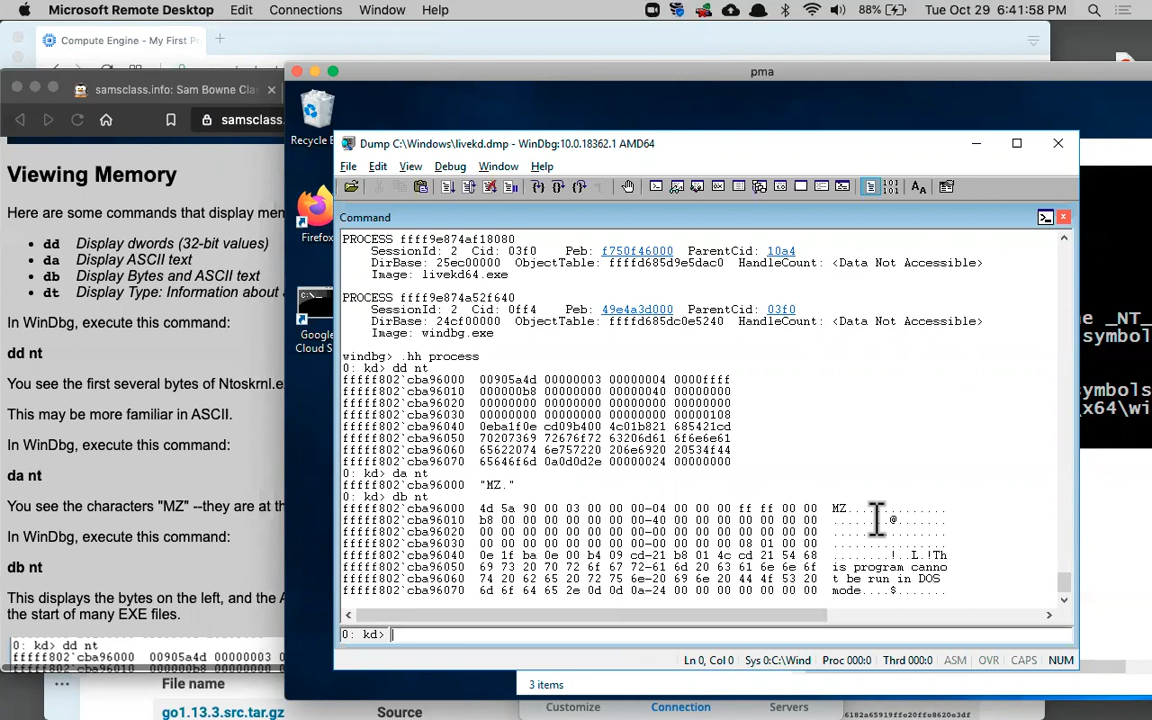 Microsoft Remote Desktop Edit Connections Window Help 88% Tue Oct 29 6:41:58 PM
Compute Engine - My First P
samsclass.info: Sam Bowne Cla
samsclass.
pma
Recycle B
Firefox
Google
Cloud S
Viewing Memory
Here are some commands that display mem
dd Display dwords (32-bit values)
da Display ASCII text
db Display Bytes and ASCII text
dt Display Type: Information about
In WinDbg, execute this command:
dd nt
You see the first several bytes of Ntoskrnl.e
This may be more familiar in ASCII.
In WinDbg, execute this command:
da nt
You see the characters "MZ" --they are at th
In WinDbg, execute this command:
db nt
This displays the bytes on the left, and the A
the start of many EXE files.
0: kd> dd nt
fffff802`cba96000 00905a4d 00000003
fffff802`cba96010 000000b8 00000000
File name
go1.13.3.src.tar.gz Source
Dump C:\Windows\livekd.dmp - WinDbg:10.0.18362.1 AMD64
File Edit View Debug Window Help
Command
PROCESS ffff9e874af18080
SessionId: 2 Cid: 03f0 Peb: f750f46000 ParentCid: 10a4
DirBase: 25ec00000 ObjectTable: ffffd685d9e5dac0 HandleCount: <Data Not Accessible>
Image: livekd64.exe
PROCESS ffff9e874a52f640
SessionId: 2 Cid: 0ff4 Peb: 49e4a3d000 ParentCid: 03f0
DirBase: 24cf00000 ObjectTable: ffffd685dc0e5240 HandleCount: <Data Not Accessible>
Image: windbg.exe
windbg> .hh process
0: kd> dd nt
fffff802`cba96000 00905a4d 00000003 00000004 0000ffff
fffff802`cba96010 000000b8 00000000 00000040 00000000
fffff802`cba96020 00000000 00000000 00000000 00000000
fffff802`cba96030 00000000 00000000 00000000 00000108
fffff802`cba96040 0eba1f0e cd09b400 4c01b821 685421cd
fffff802`cba96050 70207369 72676f72 63206d61 6f6e6e61
fffff802`cba96060 65622074 6e757220 206e6920 20534f44
fffff802`cba96070 65646f6d 0a0d0d2e 00000024 00000000
0: kd> da nt
fffff802`cba96000 "MZ."
0: kd> db nt
fffff802`cba96000 4d 5a 90 00 03 00 00 00-04 00 00 00 ff ff 00 00 MZ..............
fffff802`cba96010 b8 00 00 00 00 00 00 00-40 00 00 00 00 00 00 00 ........@.......
fffff802`cba96020 00 00 00 00 00 00 00 00-00 00 00 00 00 00 00 00 ................
fffff802`cba96030 00 00 00 00 00 00 00 00-00 00 00 00 08 01 00 00 ................
fffff802`cba96040 0e 1f ba 0e 00 b4 09 cd-21 b8 01 4c cd 21 54 68 ........!..L.!Th
fffff802`cba96050 69 73 20 70 72 6f 67 72-61 6d 20 63 61 6e 6e 6f is program canno
fffff802`cba96060 74 20 62 65 20 72 75 6e-20 69 6e 20 44 4f 53 20 t be run in DOS
fffff802`cba96070 6d 6f 64 65 2e 0d 0d 0a-24 00 00 00 00 00 00 00 mode....$.......
0: kd>
Ln 0, Col 0 Sys 0:C:\Wind Proc 000:0 Thrd 000:0 ASM OVR CAPS NUM
3 items
Customize Connection Servers
e _NT_
symbols
ymbols
\x64\wi